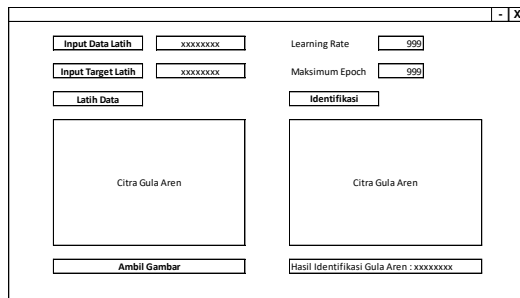 - X
Input Data Latih xxxxxxxx Learning Rate 999
Input Target Latih xxxxxxxx Maksimum Epoch 999
Latih Data Identifikasi
Citra Gula Aren Citra Gula Aren
Ambil Gambar Hasil Identifikasi Gula Aren : xxxxxxxx